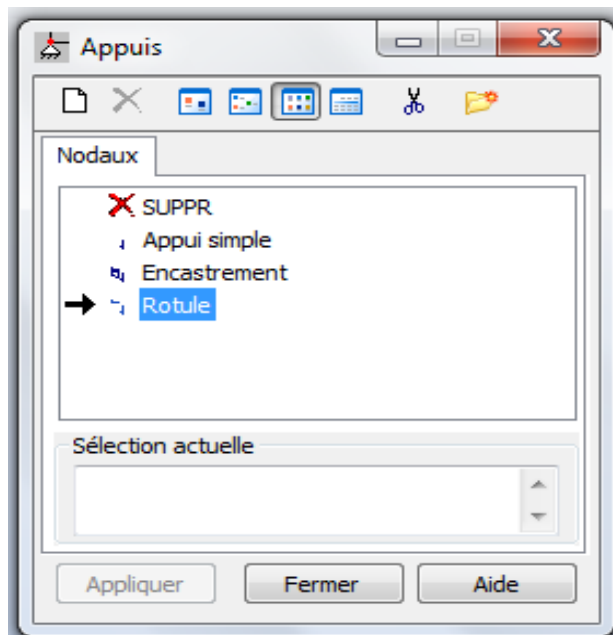 Appuis
Nodaux
SUPPR
Appui simple
Encastrement
Rotule
Sélection actuelle
Appliquer Fermer Aide